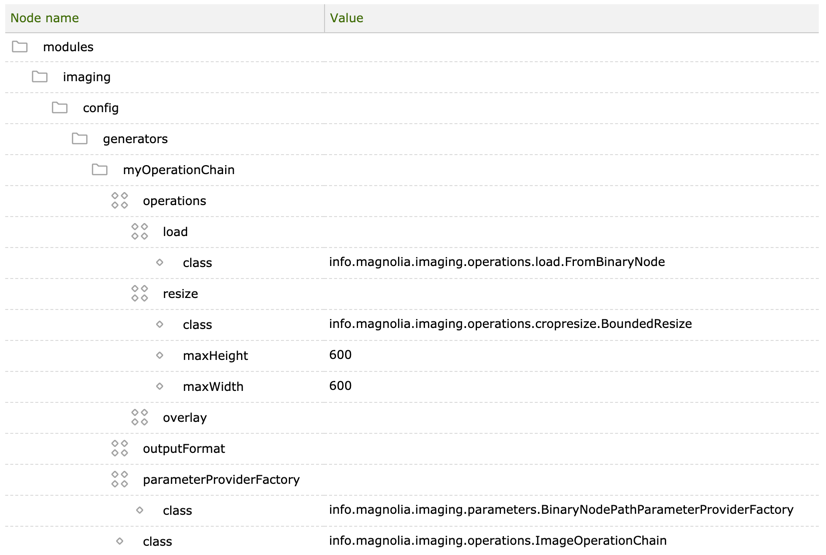 Node name Value
modules
imaging
config
generators
myOperationChain
operations
load
class info.magnolia.imaging.operations.load.FromBinaryNode
resize
class info.magnolia.imaging.operations.cropresize.BoundedResize
maxHeight 600
maxWidth 600
overlay
outputFormat
parameterProviderFactory
class info.magnolia.imaging.parameters.BinaryNodePathParameterProviderFactory
class info.magnolia.imaging.operations.ImageOperationChain